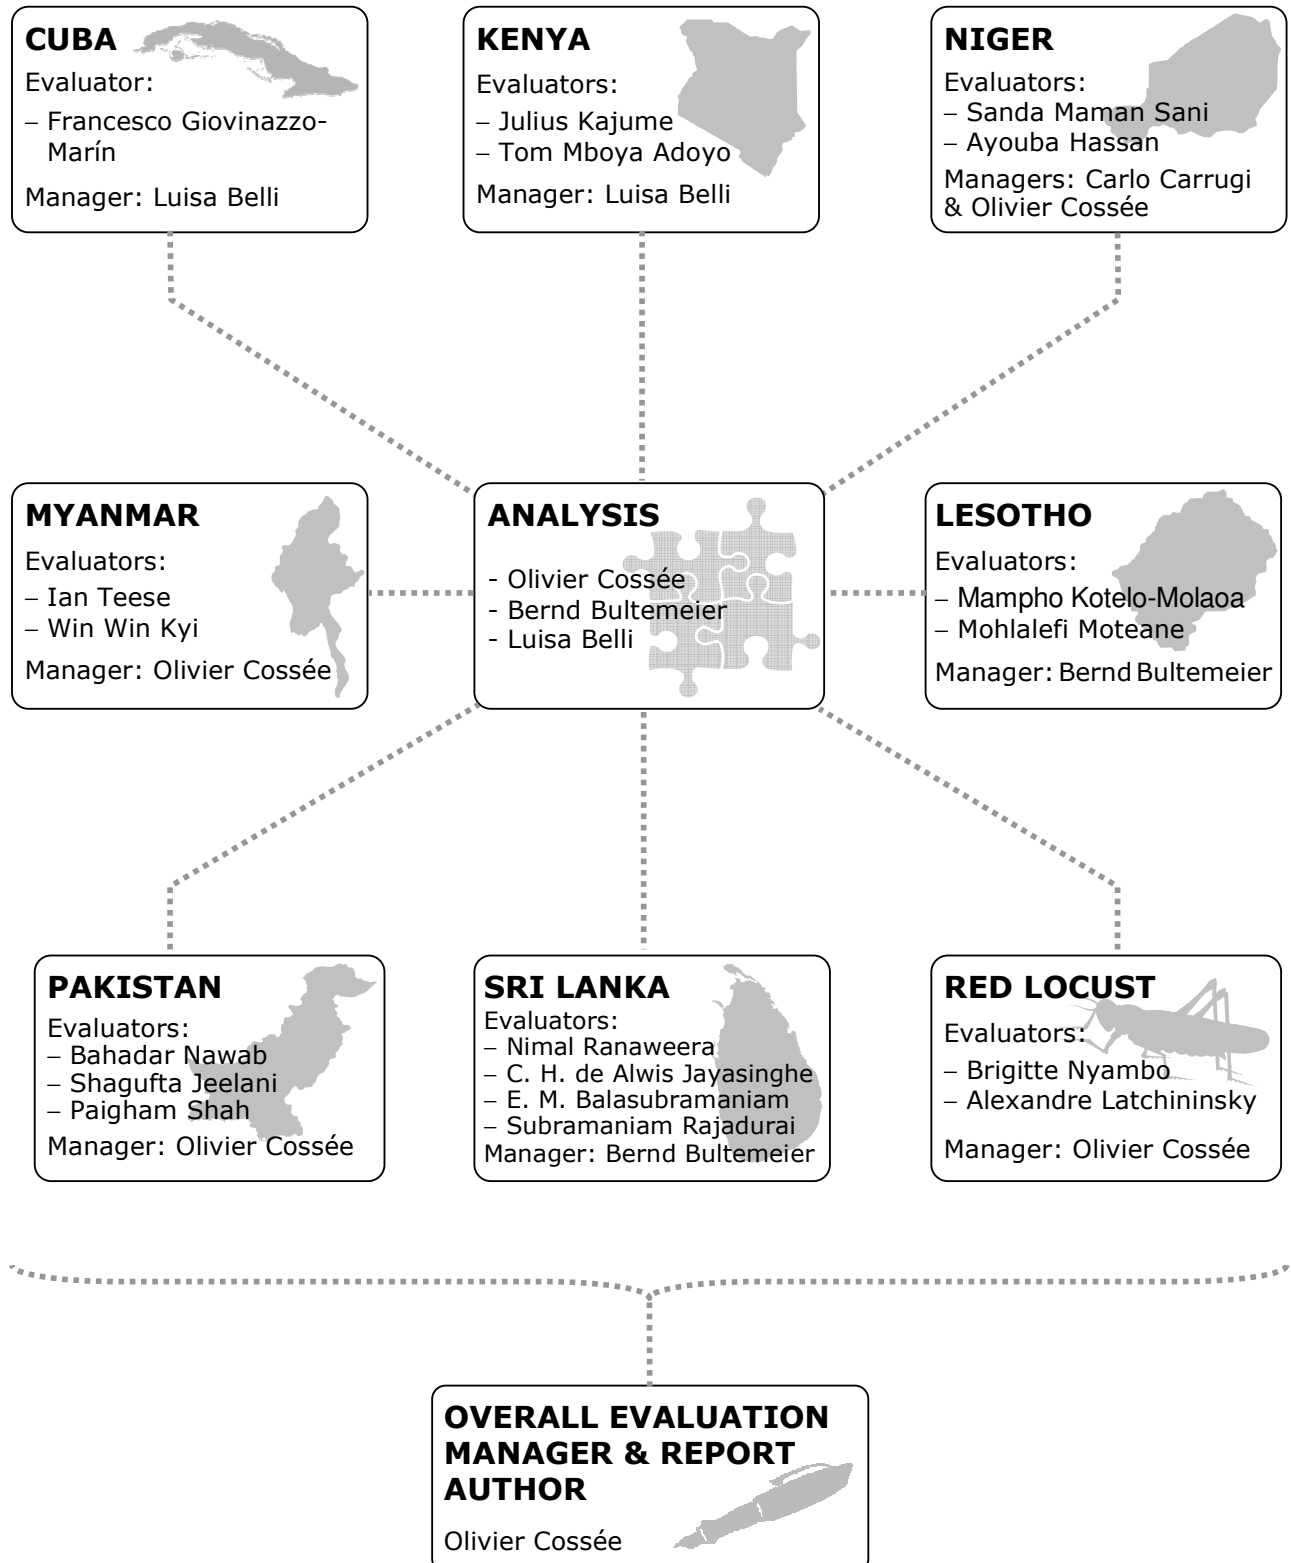 CUBA
Evaluator:
– Francesco Giovinazzo-
Marín
Manager: Luisa Belli
KENYA
Evaluators:
– Julius Kajume
– Tom Mboya Adoyo
Manager: Luisa Belli
NIGER
Evaluators:
– Sanda Maman Sani
– Ayouba Hassan
Managers: Carlo Carrugi
& Olivier Cossée
MYANMAR
Evaluators:
– Ian Teese
– Win Win Kyi
Manager: Olivier Cossée
ANALYSIS
- Olivier Cossée
- Bernd Bultemeier
- Luisa Belli
LESOTHO
Evaluators:
– Mampho Kotelo-Molaoa
– Mohlalefi Moteane
Manager: Bernd Bultemeier
PAKISTAN
Evaluators:
– Bahadar Nawab
– Shagufta Jeelani
– Paigham Shah
Manager: Olivier Cossée
SRI LANKA
Evaluators:
– Nimal Ranaweera
– C. H. de Alwis Jayasinghe
– E. M. Balasubramaniam
– Subramaniam Rajadurai
Manager: Bernd Bultemeier
RED LOCUST
Evaluators:
– Brigitte Nyambo
– Alexandre Latchininsky
Manager: Olivier Cossée
OVERALL EVALUATION
MANAGER & REPORT
AUTHOR
Olivier Cossée